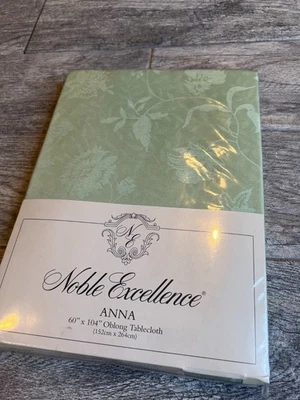 NE
Noble Excellence®
ANNA
60" x 104" Oblong Tablecloth
(152cm x 264cm)